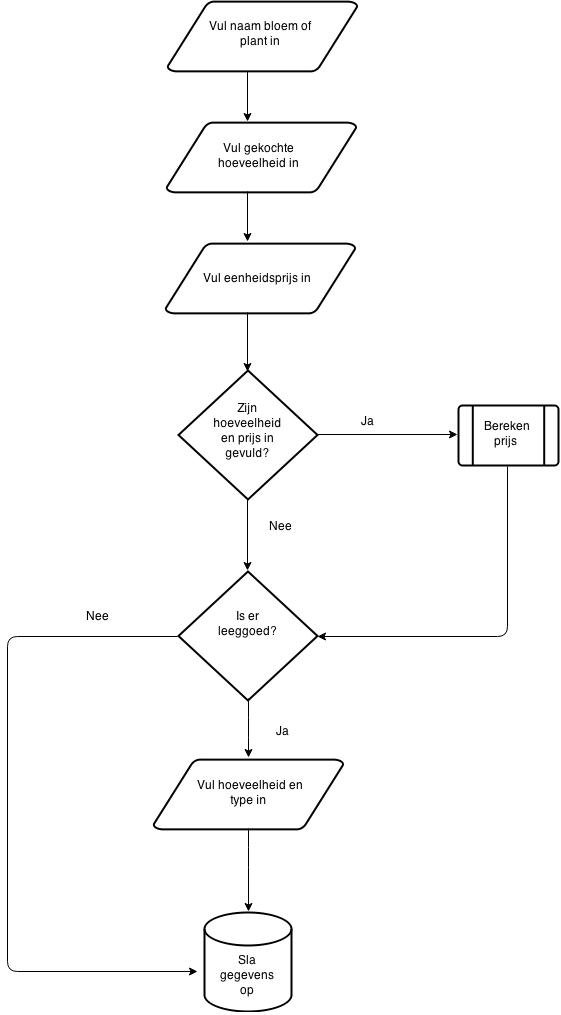 Vul naam bloem of
plant in
Vul gekochte
hoeveelheid in
Vul eenheidsprijs in
Zijn
hoeveelheid
en prijs in
gevuld?
Ja
Bereken
prijs
Nee
Is er
leeggoed?
Nee
Ja
Vul hoeveelheid en
type in
Sla
gegevens
op